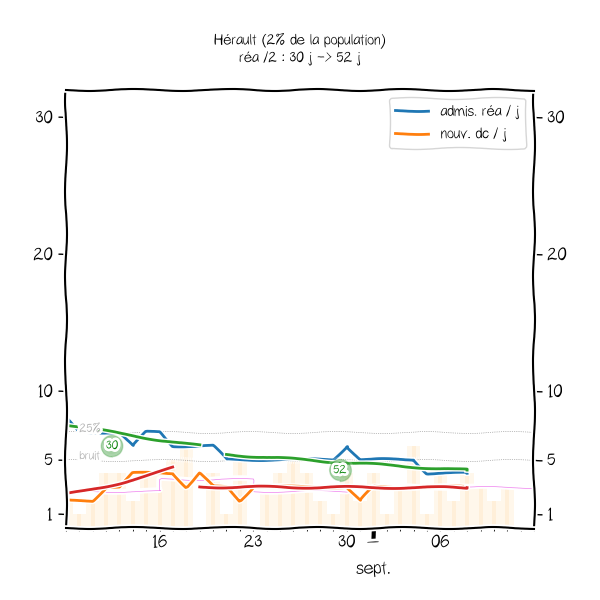 Hérault (2% de la population)
réa /2 : 30 j -> 52 j
admis. réa / j
nouv. dc / j
30
30
20
20
10
10
25%
30
bruit
5
5
52
1
1
16
23
30
06
sept.